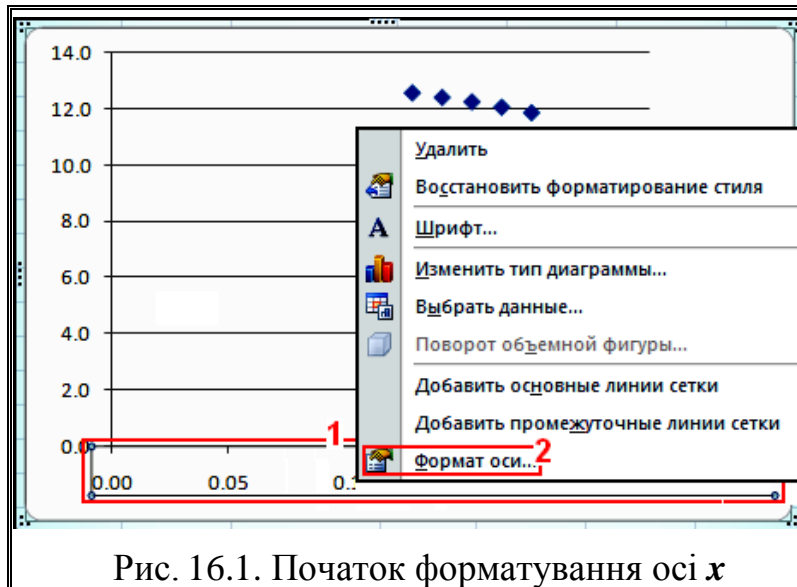 14.0
12.0
10.0
8.0
6.0
4.0
2.0
0.0
0.00
0.05
0.1
Удалить
Восстановить форматирование стиля
Шрифт...
Изменить тип диаграммы...
Выбрать данные...
Поворот объемной фигуры...
Добавить основные линии сетки
Добавить промежуточные линии сетки
Формат оси...
1
2
Рис. 16.1. Початок форматування осі x